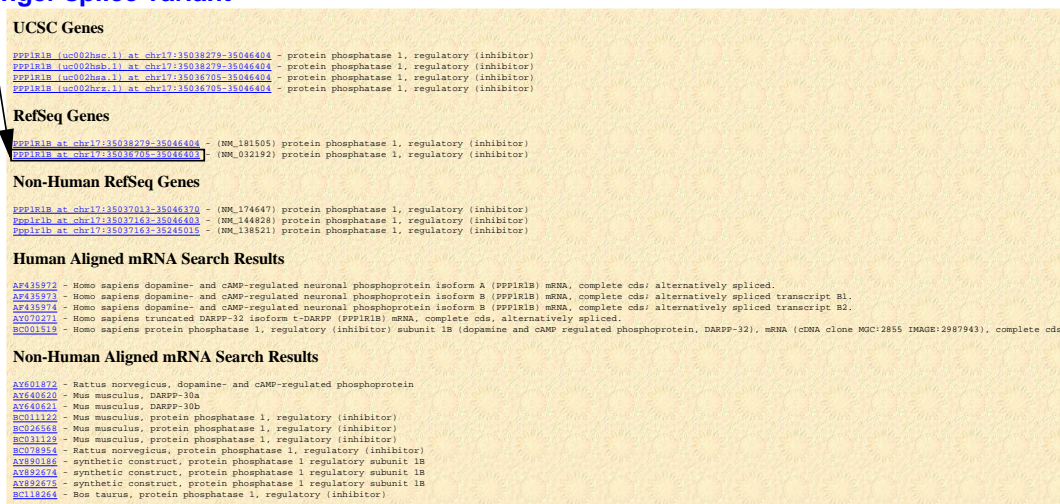 UCSC Genes
PPP1R1B (uc002hsc.1) at chr17:35038279-35046404 - protein phosphatase 1, regulatory (inhibitor)
PPP1R1B (uc002hsb.1) at chr17:35038279-35046404 - protein phosphatase 1, regulatory (inhibitor)
PPP1R1B (uc002hsa.1) at chr17:35036705-35046404 - protein phosphatase 1, regulatory (inhibitor)
PPP1R1B (uc002hrz.1) at chr17:35036705-35046404 - protein phosphatase 1, regulatory (inhibitor)
RefSeq Genes
PPP1R1B at chr17:35038279-35046404 - (NM_181505) protein phosphatase 1, regulatory (inhibitor)
PPP1R1B at chr17:35036705-35046403 - (NM_032192) protein phosphatase 1, regulatory (inhibitor)
Non-Human RefSeq Genes
PPP1R1B at chr17:35037013-35046370 - (NM_174647) protein phosphatase 1, regulatory (inhibitor)
Ppp1r1b at chr17:35037163-35046403 - (NM_144828) protein phosphatase 1, regulatory (inhibitor)
Ppp1r1b at chr17:35037163-35245015 - (NM_138521) protein phosphatase 1, regulatory (inhibitor)
Human Aligned mRNA Search Results
AF435972 - Homo sapiens dopamine- and cAMP-regulated neuronal phosphoprotein isoform A (PPP1R1B) mRNA, complete cds; alternatively spliced.
AF435973 - Homo sapiens dopamine- and cAMP-regulated neuronal phosphoprotein isoform B (PPP1R1B) mRNA, complete cds; alternatively spliced transcript B1.
AF435974 - Homo sapiens dopamine- and cAMP-regulated neuronal phosphoprotein isoform B (PPP1R1B) mRNA, complete cds; alternatively spliced transcript B2.
AY070271 - Homo sapiens truncated DARPP-32 isoform t-DARPP (PPP1R1B) mRNA, complete cds, alternatively spliced.
BC001519 - Homo sapiens protein phosphatase 1, regulatory (inhibitor) subunit 1B (dopamine and cAMP regulated phosphoprotein, DARPP-32), mRNA (cDNA clone MGC:2855 IMAGE:2987943), complete cds
Non-Human Aligned mRNA Search Results
AY601872 - Rattus norvegicus, dopamine- and cAMP-regulated phosphoprotein
AY640620 - Mus musculus, DARPP-30a
AY640621 - Mus musculus, DARPP-30b
BC011122 - Mus musculus, protein phosphatase 1, regulatory (inhibitor)
BC026568 - Mus musculus, protein phosphatase 1, regulatory (inhibitor)
BC031129 - Mus musculus, protein phosphatase 1, regulatory (inhibitor)
BC078954 - Rattus norvegicus, protein phosphatase 1, regulatory (inhibitor)
AY890186 - synthetic construct, protein phosphatase 1 regulatory subunit 1B
AY892674 - synthetic construct, protein phosphatase 1 regulatory subunit 1B
AY892675 - synthetic construct, protein phosphatase 1 regulatory subunit 1B
BC118264 - Bos taurus, protein phosphatase 1, regulatory (inhibitor)